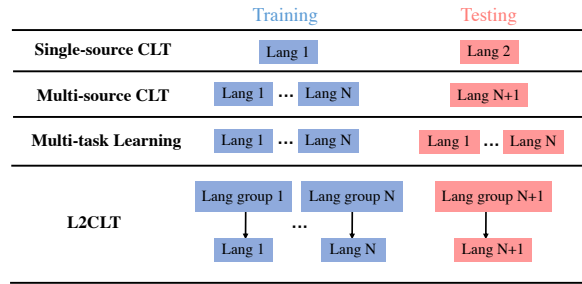 Training Testing
Single-source CLT Lang 1 Lang 2
Multi-source CLT Lang 1 ... Lang N Lang N+1
Multi-task Learning Lang 1 ... Lang N Lang 1 ... Lang N
Lang group 1 Lang group N Lang group N+1
L2CLT ...
Lang 1 Lang N Lang N+1